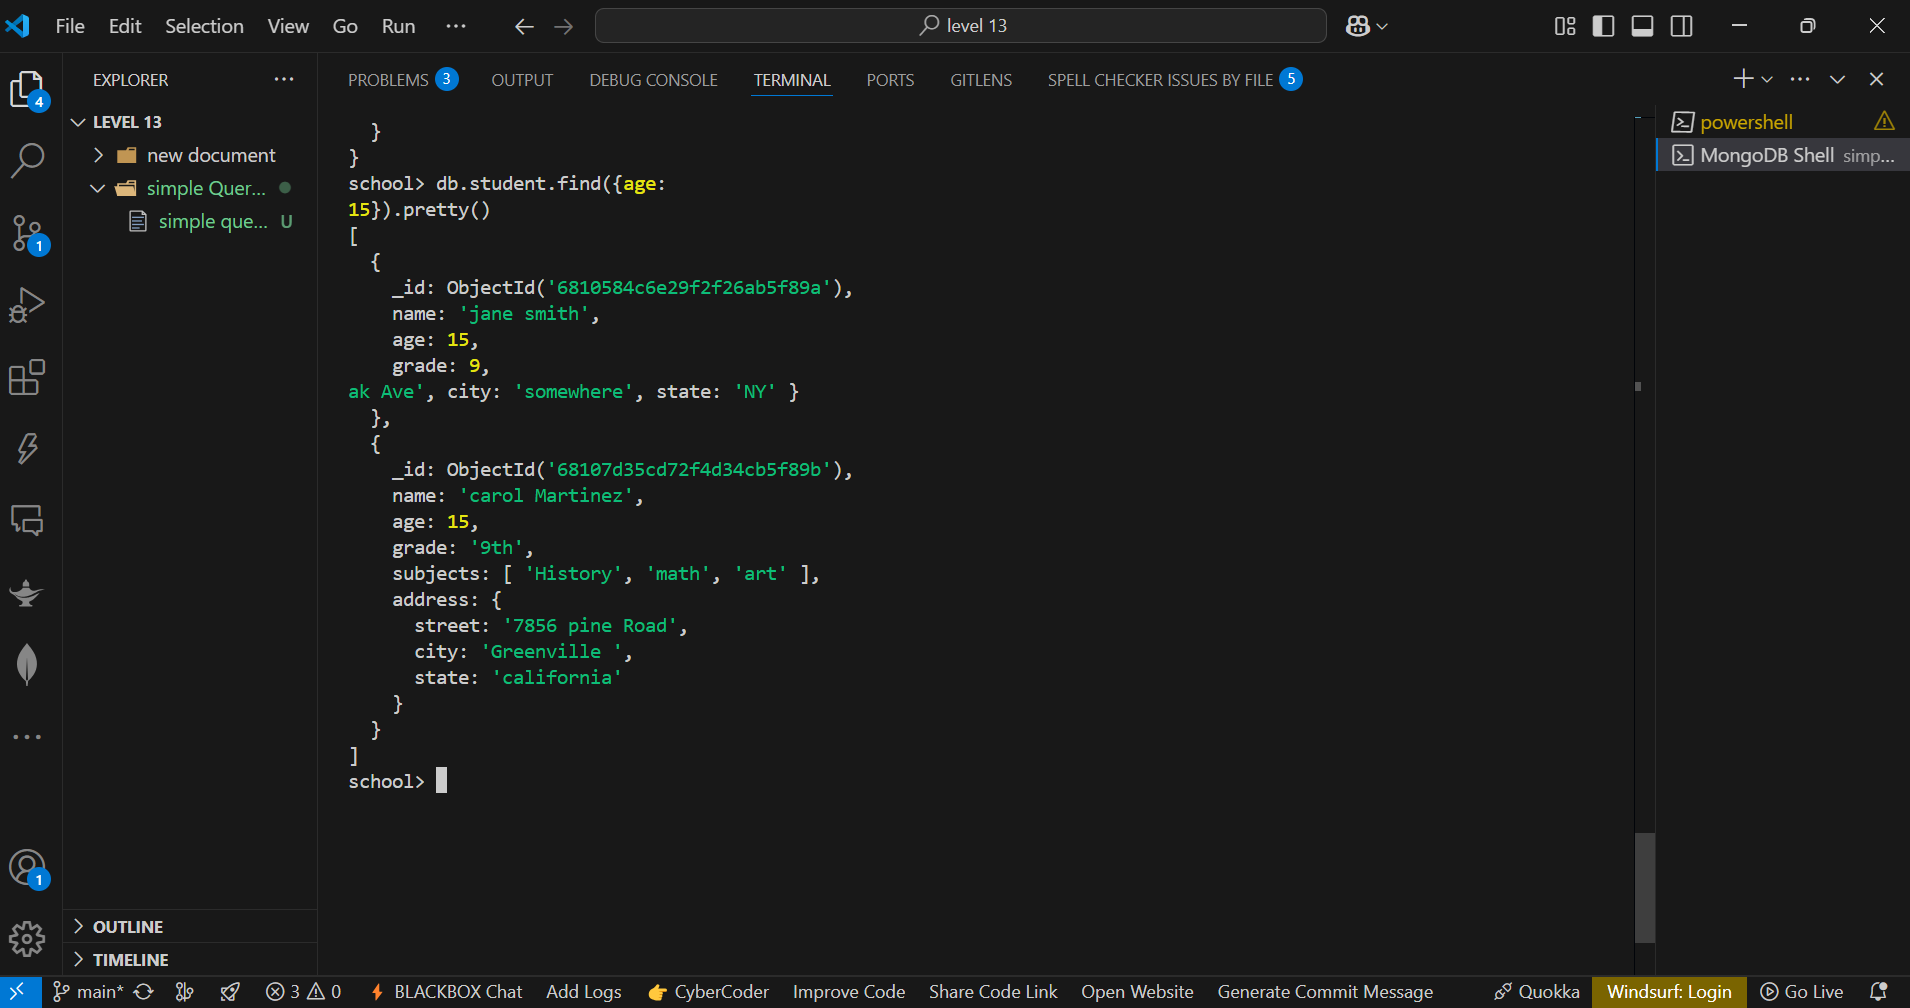 File Edit Selection View Go Run ··· level 13
EXPLORER ···
LEVEL 13
new document
simple Quer...
simple que... U
OUTLINE
TIMELINE
4
1
1
PROBLEMS 3 OUTPUT DEBUG CONSOLE TERMINAL PORTS GITLENS SPELL CHECKER ISSUES BY FILE 5
}
}
school> db.student.find({age:
15}).pretty()
[
{
_id: ObjectId('6810584c6e29f2f26ab5f89a'),
name: 'jane smith',
age: 15,
grade: 9,
ak Ave', city: 'somewhere', state: 'NY' }
},
{
_id: ObjectId('68107d35cd72f4d34cb5f89b'),
name: 'carol Martinez',
age: 15,
grade: '9th',
subjects: [ 'History', 'math', 'art' ],
address: {
street: '7856 pine Road',
city: 'Greenville ',
state: 'california'
}
}
]
school>
powershell
MongoDB Shell simp...
main* 3 0 BLACKBOX Chat Add Logs CyberCoder Improve Code Share Code Link Open Website Generate Commit Message Quokka Windsurf: Login Go Live